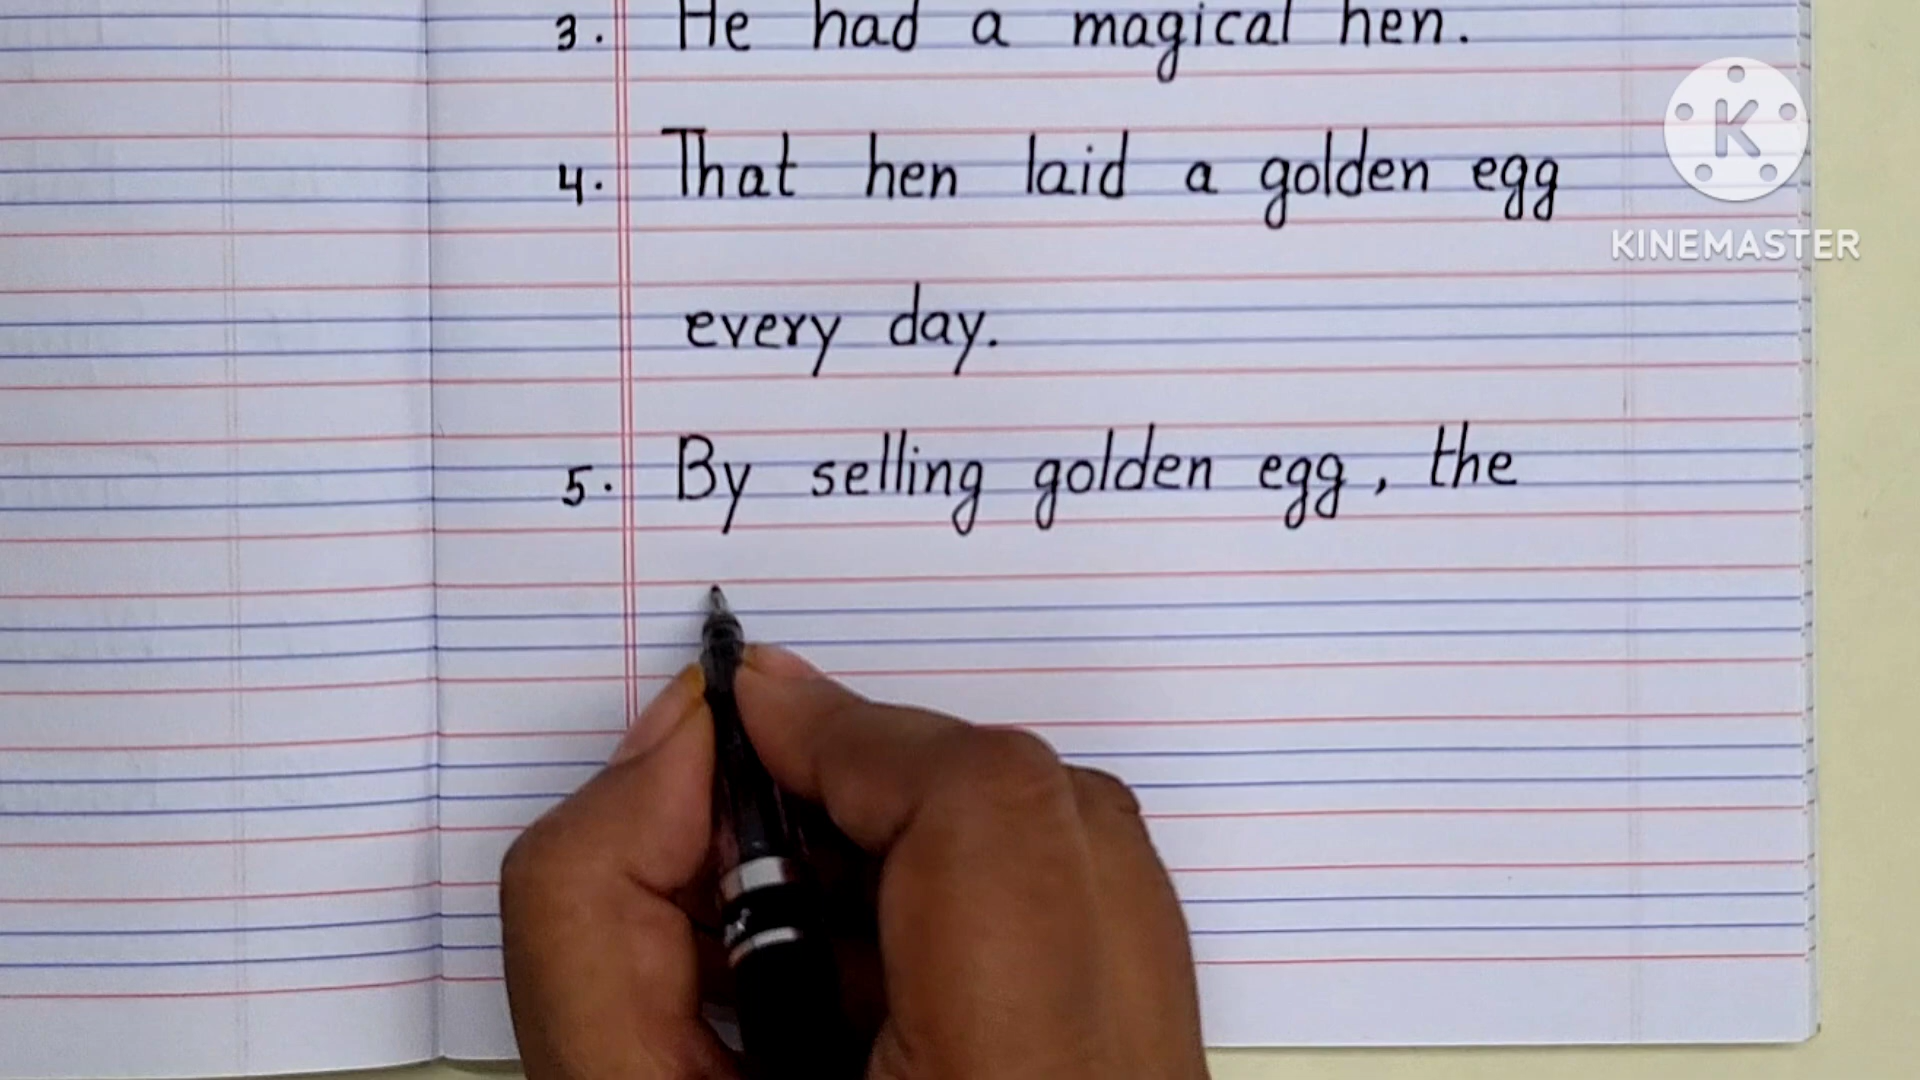 3. He had a magical hen.
4. That hen laid a golden egg
every day.
5. By selling golden egg, the
K
KINEMASTER